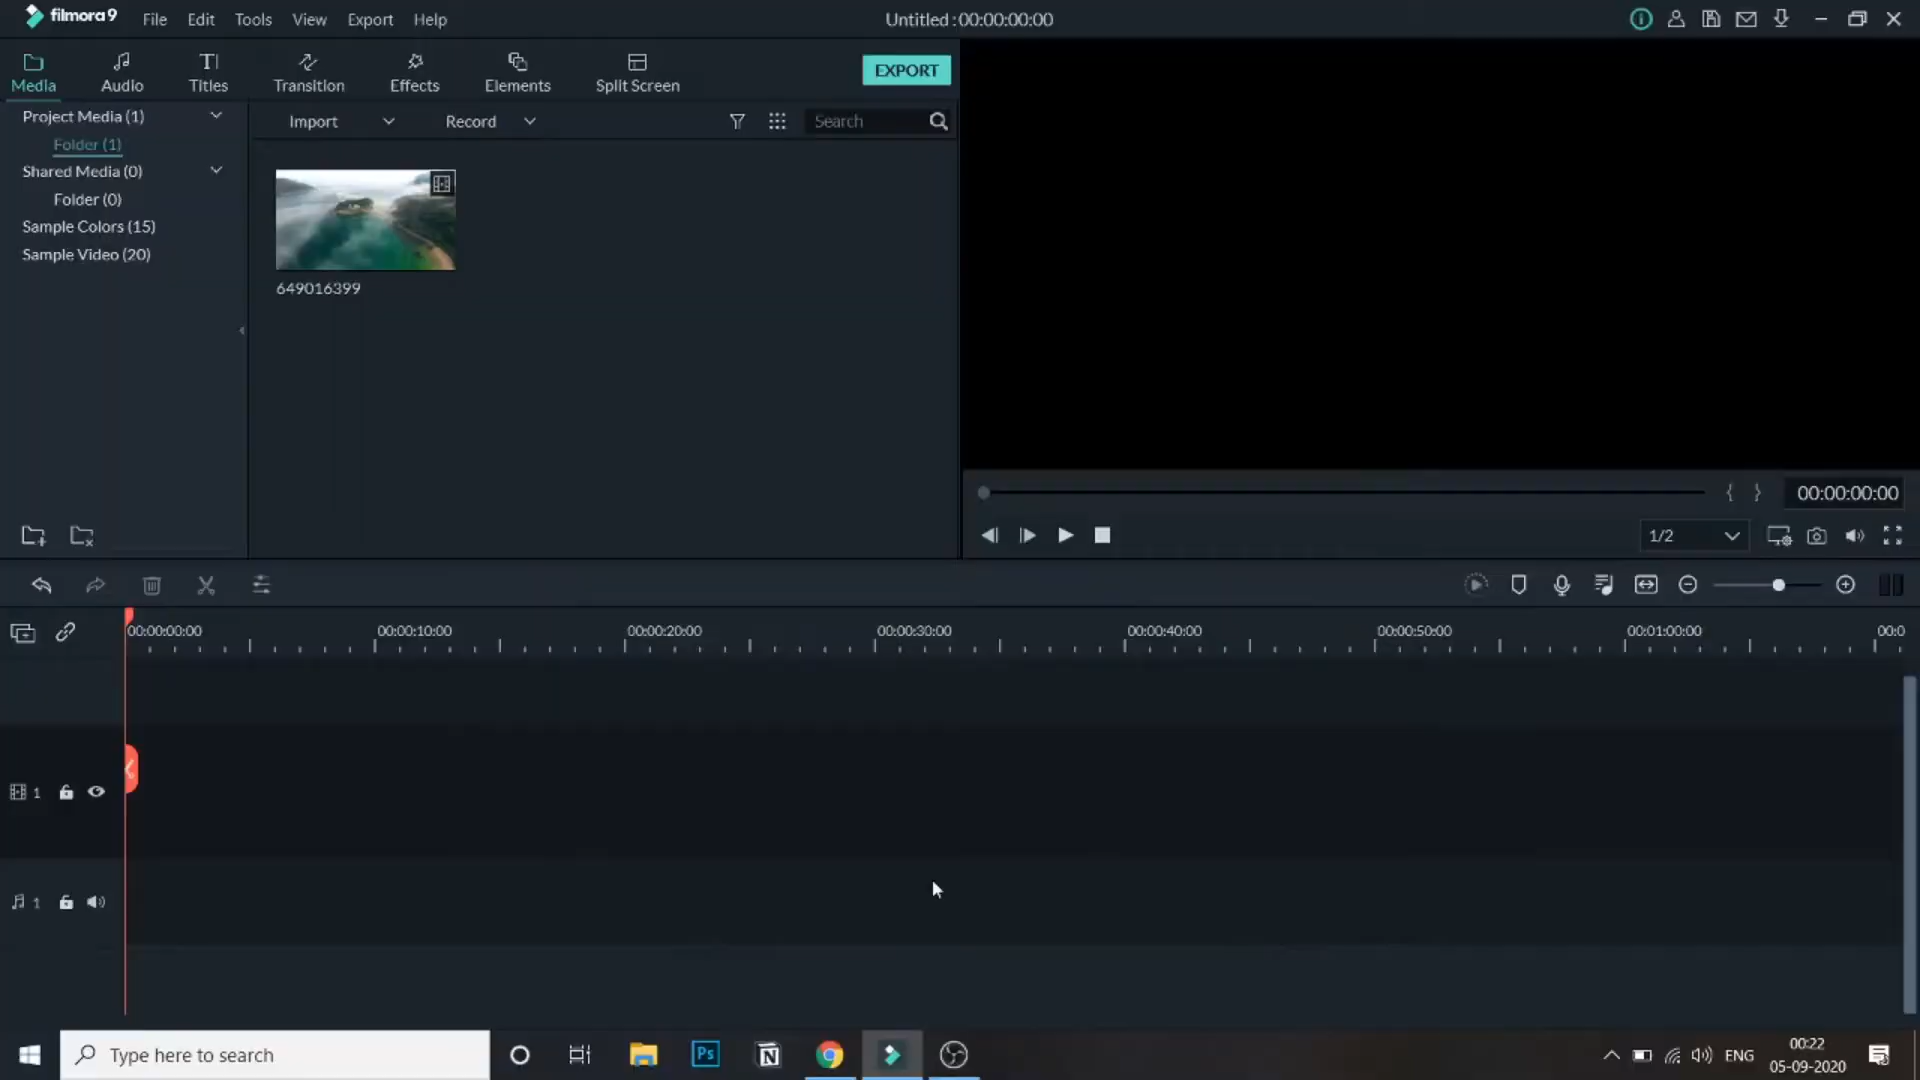 filmora9 File Edit Tools View Export Help Untitled : 00:00:00:00
Media Audio Titles Transition Effects Elements Split Screen EXPORT
Project Media (1)
Folder (1)
Shared Media (0)
Folder (0)
Sample Colors (15)
Sample Video (20)
Import Record Search
649016399
00:00:00:00
1/2
00:00:00:00 00:00:10:00 00:00:20:00 00:00:30:00 00:00:40:00 00:00:50:00 00:01:00:00 00:0
1
1
Type here to search
Ps
N
ENG
00:22
05-09-2020